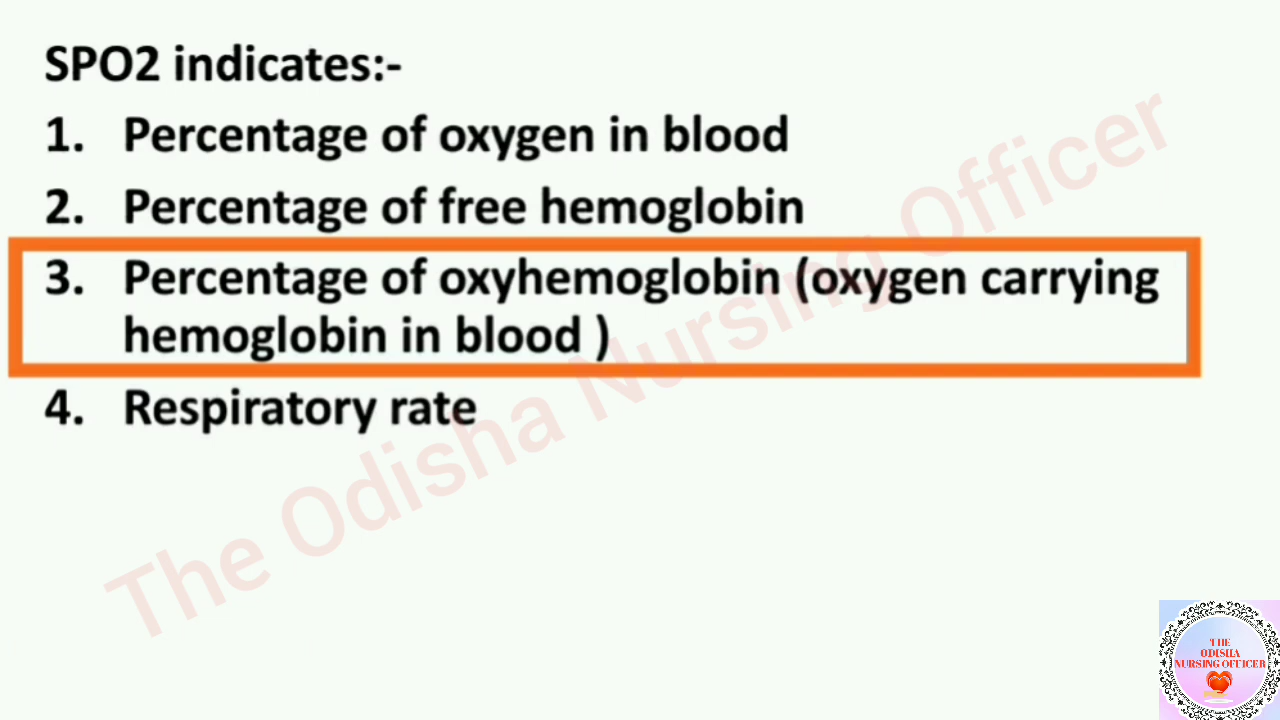 SPO2 indicates:-
1. Percentage of oxygen in blood
2. Percentage of free hemoglobin
3. Percentage of oxyhemoglobin (oxygen carrying
hemoglobin in blood )
4. Respiratory rate
The Odisha Nursing Officer
THE
ODISHA
NURSING OFFICER